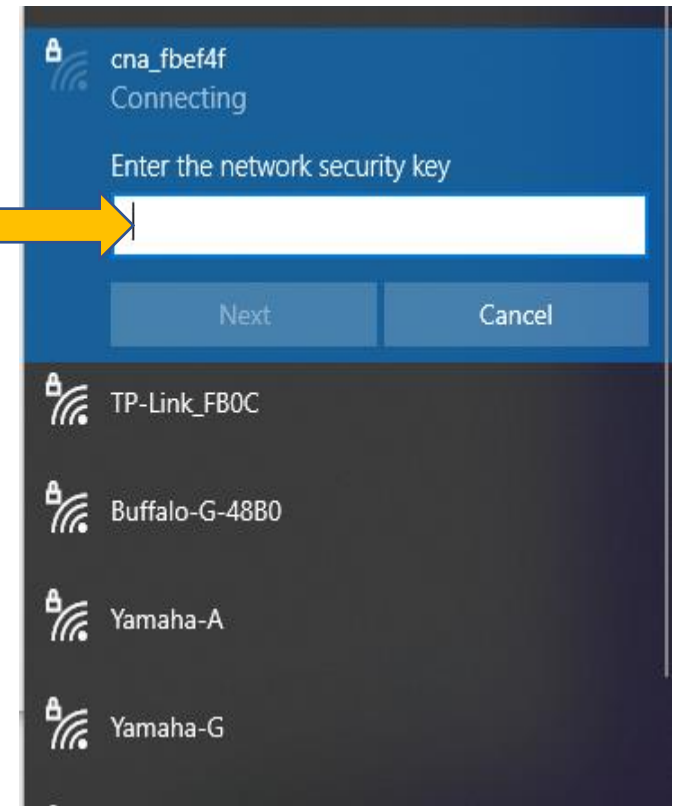 cna_fbef4f
Connecting
Enter the network security key
Next
Cancel
TP-Link_FB0C
Buffalo-G-48B0
Yamaha-A
Yamaha-G